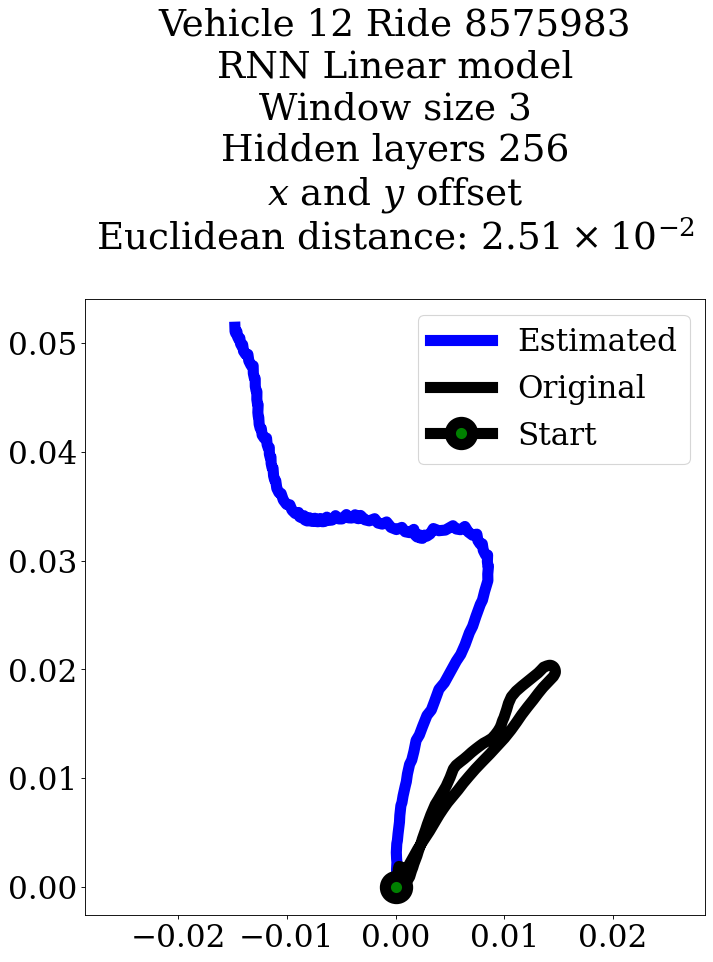 Vehicle 12 Ride 8575983
RNN Linear model
Window size 3
Hidden layers 256
x and y offset
Euclidean distance: 2.51 × 10⁻²
Estimated
Original
Start
0.05
0.04
0.03
0.02
0.01
0.00
−0.02 −0.01 0.00 0.01 0.02